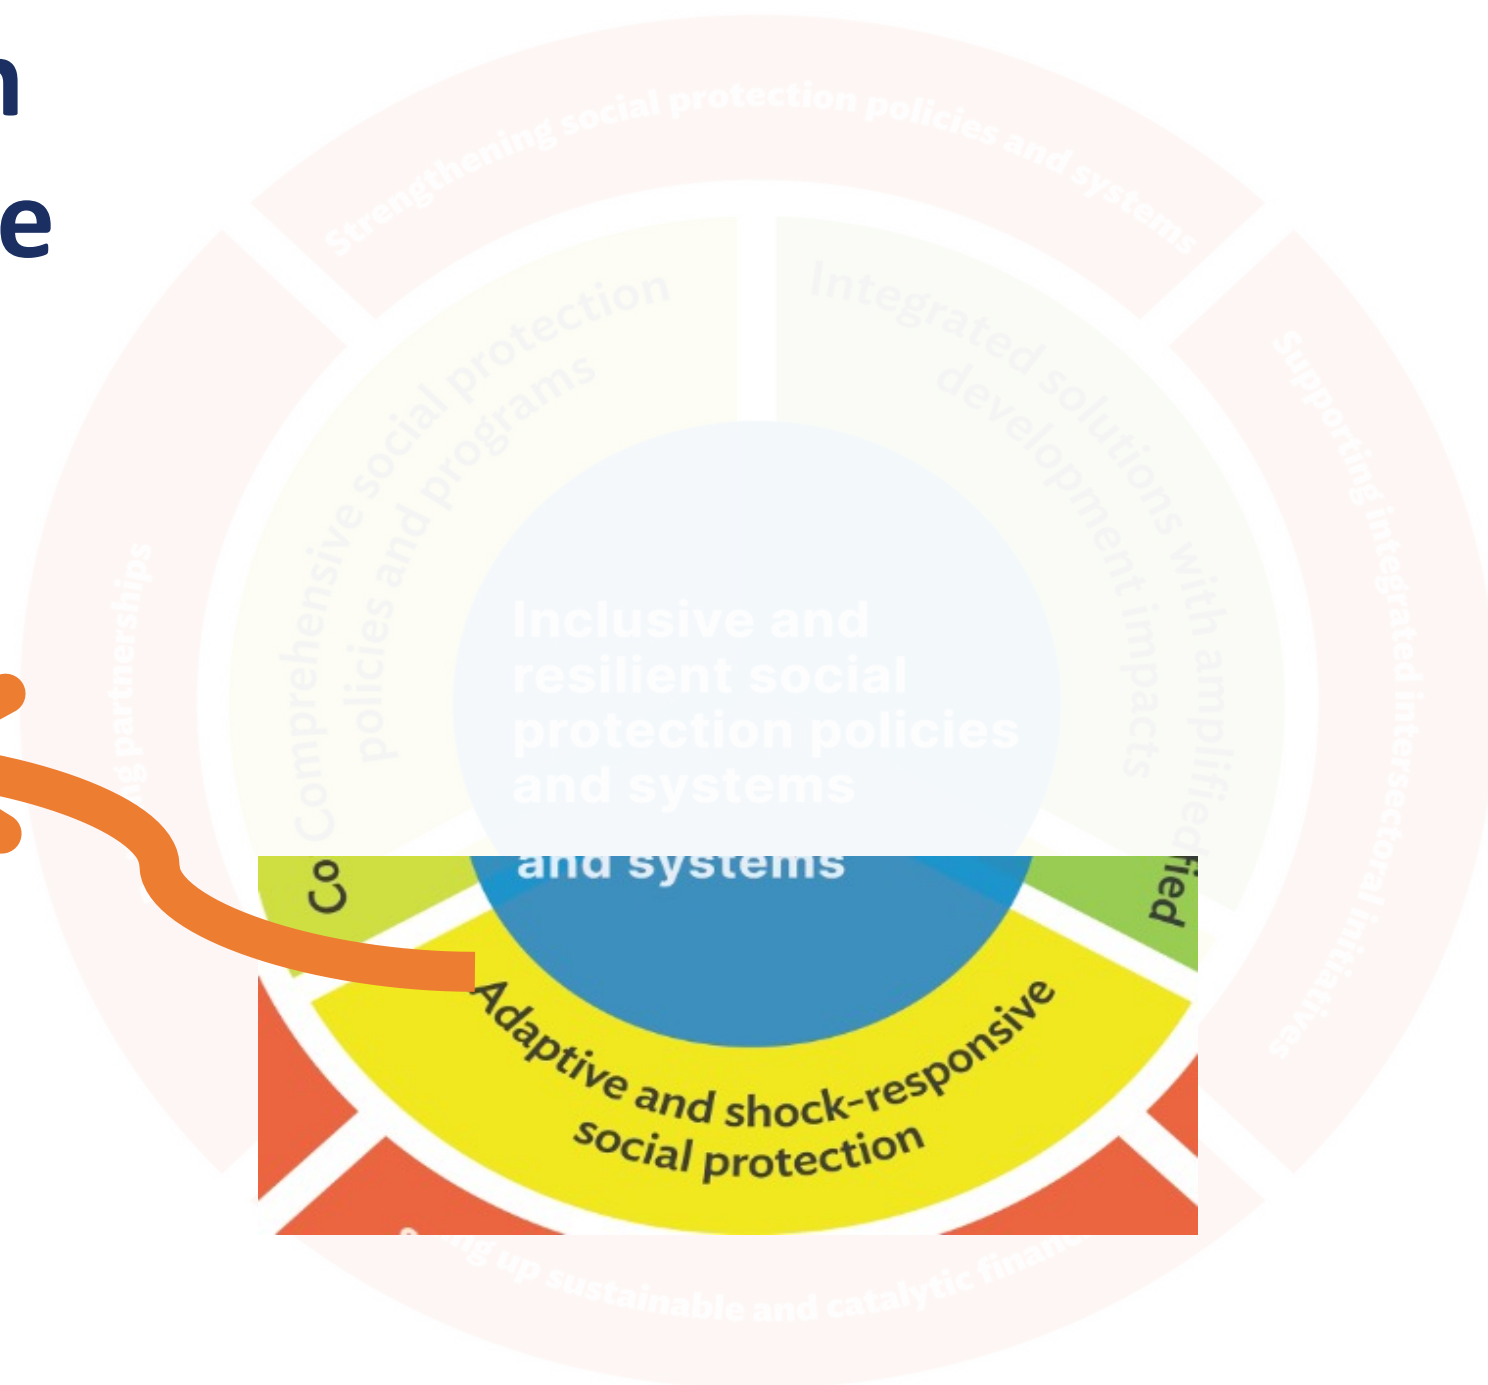 n
e
Strengthening social protection policies and systems
Comprehensive social protection
policies and programs
Integrated solutions with amplified
development impacts
Supporting integrated intersectoral initiatives
partnerships
Inclusive and
resilient social
protection policies
and systems
and systems
Co
fied
Adaptive and shock-responsive
social protection
up sustainable and catalytic